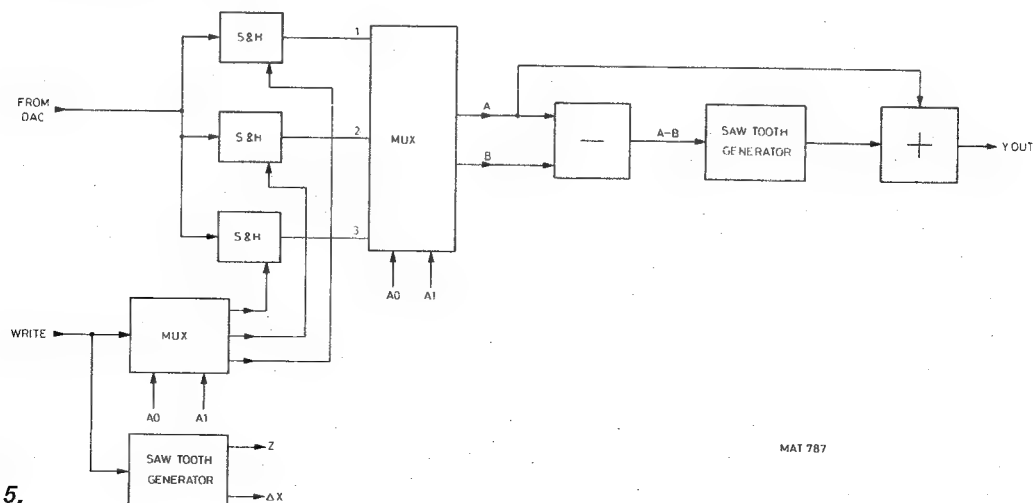 S&H
1
FROM
DAC
S&H
2
MUX
A
B
−
A-B
SAW TOOTH
GENERATOR
+
Y OUT
S&H
3
A0 A1
WRITE
MUX
A0 A1
SAW TOOTH
GENERATOR
Z
ΔX
MAT 787
5.